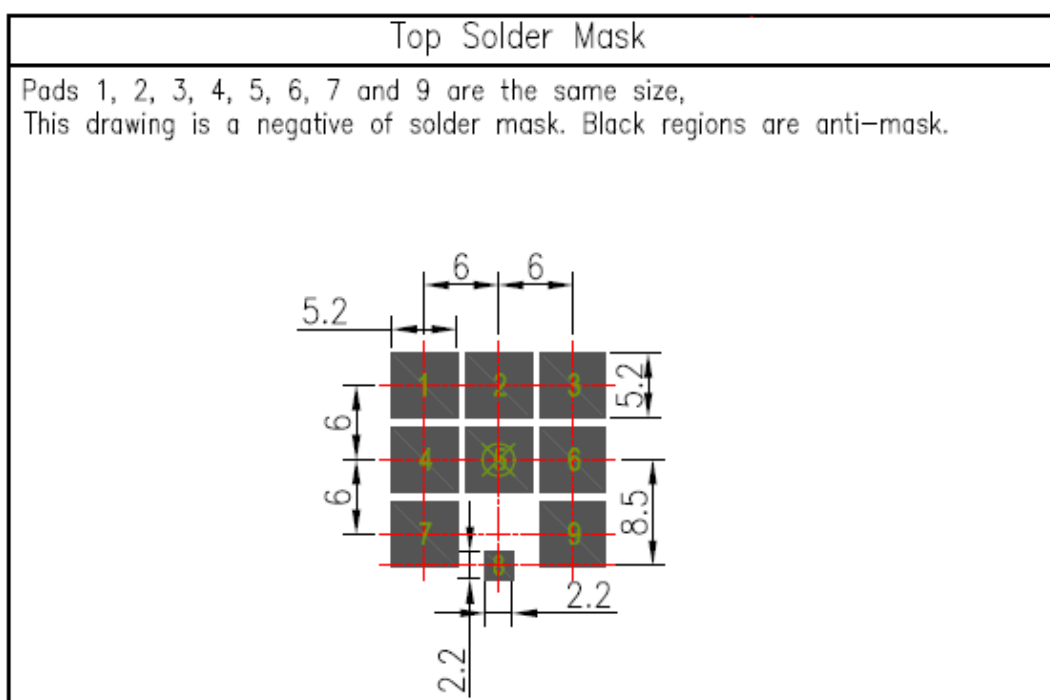 Top Solder Mask
Pads 1, 2, 3, 4, 5, 6, 7 and 9 are the same size,
This drawing is a negative of solder mask. Black regions are anti-mask.
6 6
5.2
1 2 3 5.2
6
4 5 6
6 8.5
7 9
8
2.2
2.2